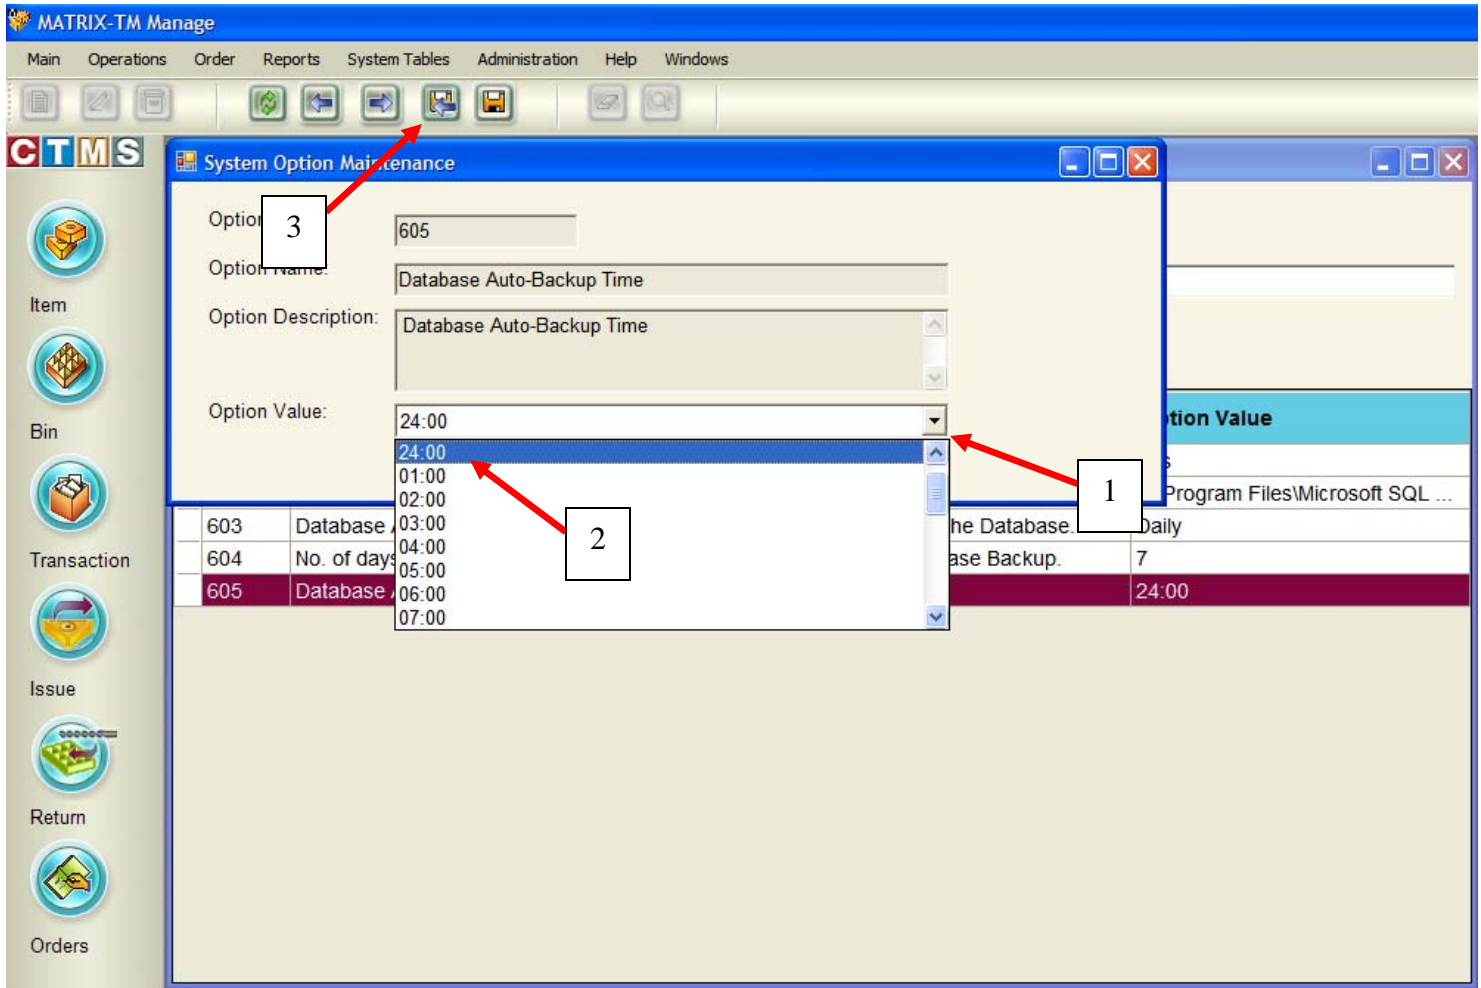 MATRIX-TM Manage
Main Operations Order Reports System Tables Administration Help Windows
CTMS
System Option Maintenance
3
605
Option Name:
Database Auto-Backup Time
Option Description:
Database Auto-Backup Time
Option Value:
24:00
24:00
01:00
02:00
03:00
04:00
05:00
06:00
07:00
1
2
Value
Program Files\Microsoft SQL ...
603 Database he Database. Daily
604 No. of days ase Backup. 7
605 Database 24:00
Item
Bin
Transaction
Issue
Return
Orders